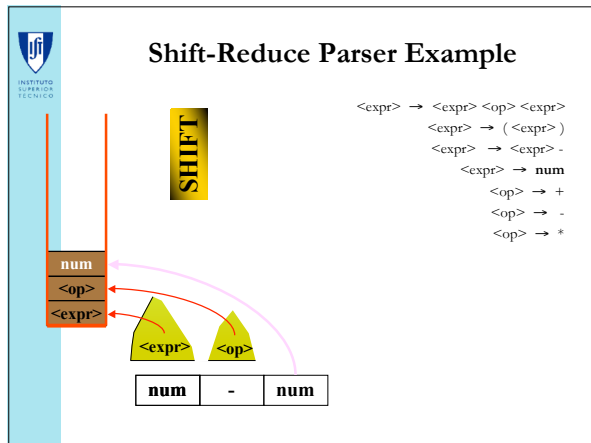 Shift-Reduce Parser Example
INSTITUTO
SUPERIOR
TÉCNICO
<expr> → <expr> <op> <expr>
<expr> → ( <expr> )
<expr> → <expr> -
<expr> → num
<op> → +
<op> → -
<op> → *
SHIFT
num
<op>
<expr>
<expr>
<op>
num - num